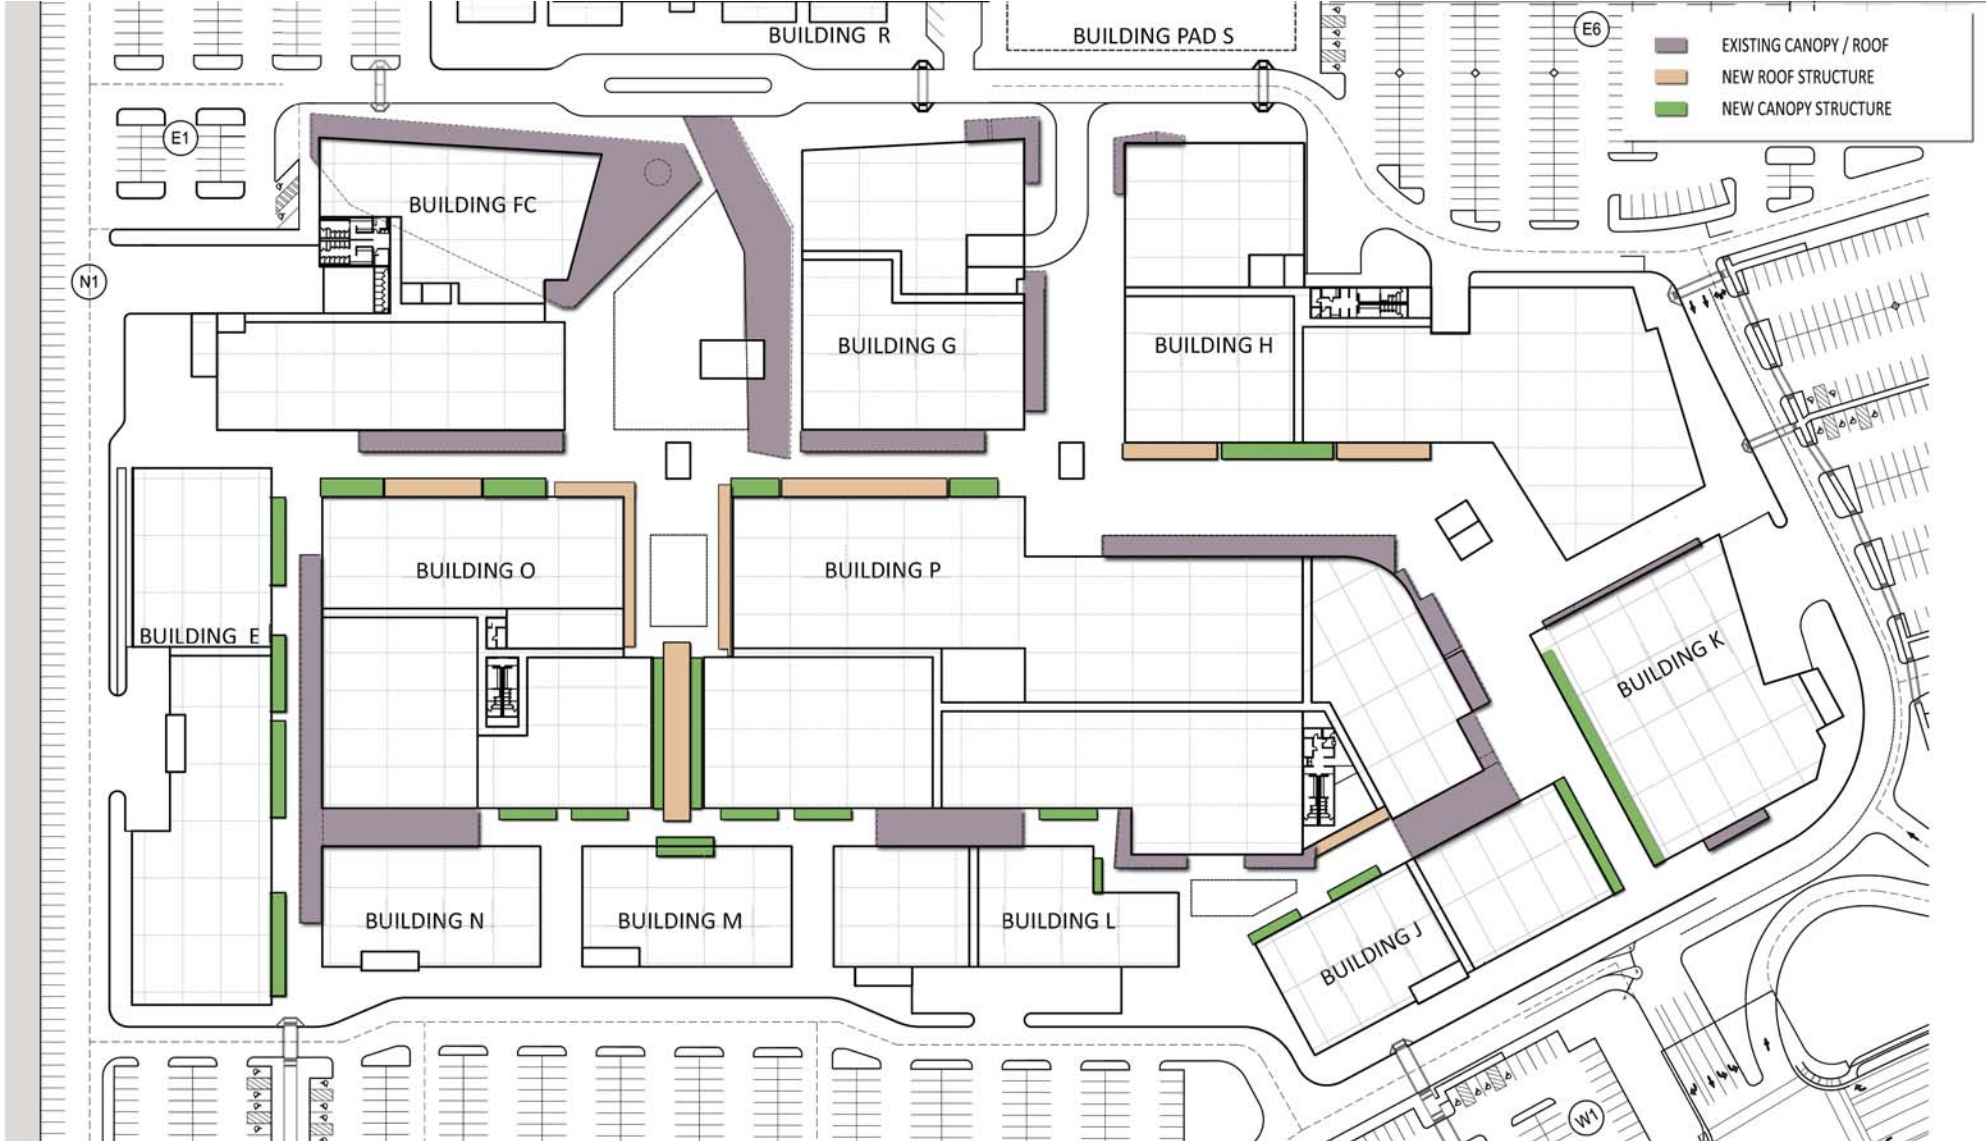 BUILDING R
BUILDING PAD S
E6
EXISTING CANOPY / ROOF
NEW ROOF STRUCTURE
NEW CANOPY STRUCTURE
E1
BUILDING FC
N1
BUILDING G
BUILDING H
BUILDING O
BUILDING P
BUILDING E
BUILDING K
BUILDING N
BUILDING M
BUILDING L
BUILDING J
W1